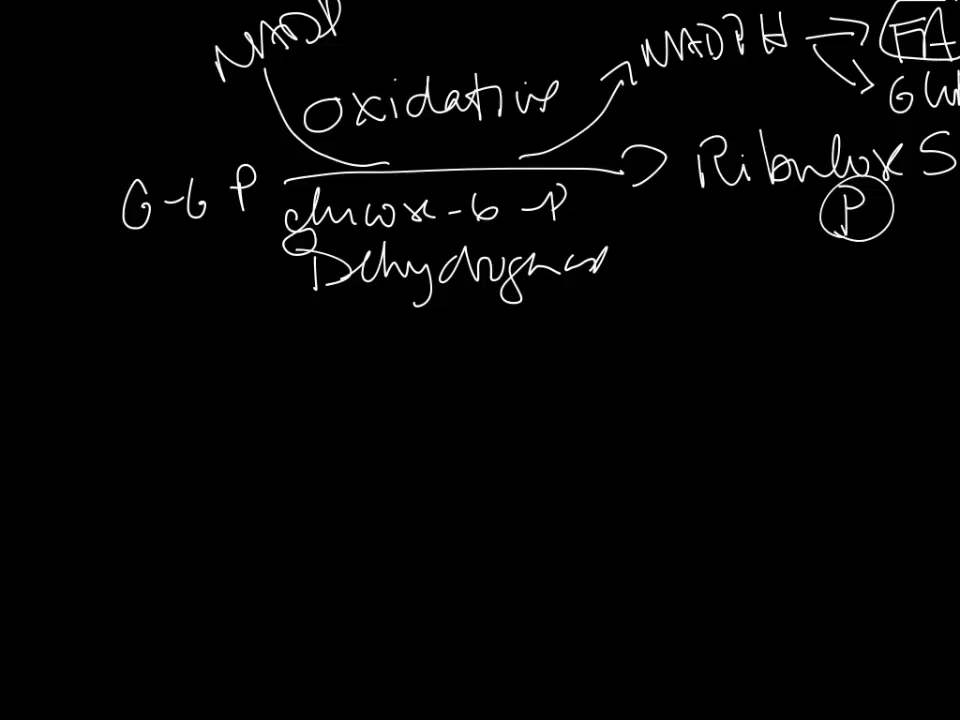 NADP
NADPH → FA
Oxidative
Glu
G-6 P → Ribulose 5
glucose-6-P
P
Dehydrogenase